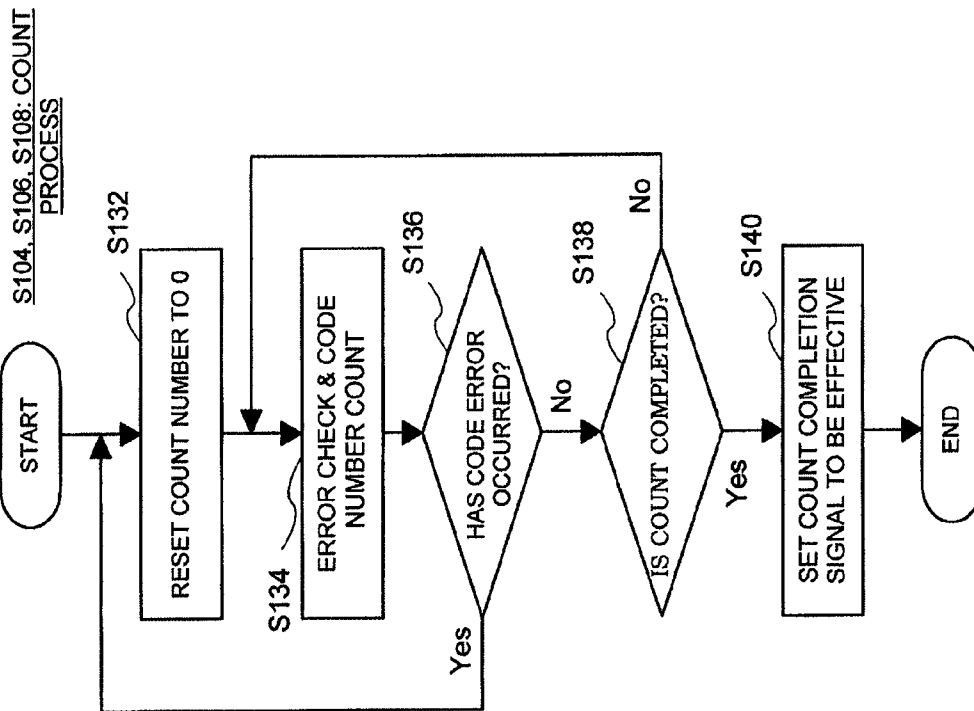 S104, S106, S108: COUNT
PROCESS
START
S132
RESET COUNT NUMBER TO 0
S134
ERROR CHECK & CODE
NUMBER COUNT
S136
HAS CODE ERROR
OCCURRED?
Yes
No
S138
IS COUNT COMPLETED?
No
Yes
S140
SET COUNT COMPLETION
SIGNAL TO BE EFFECTIVE
END